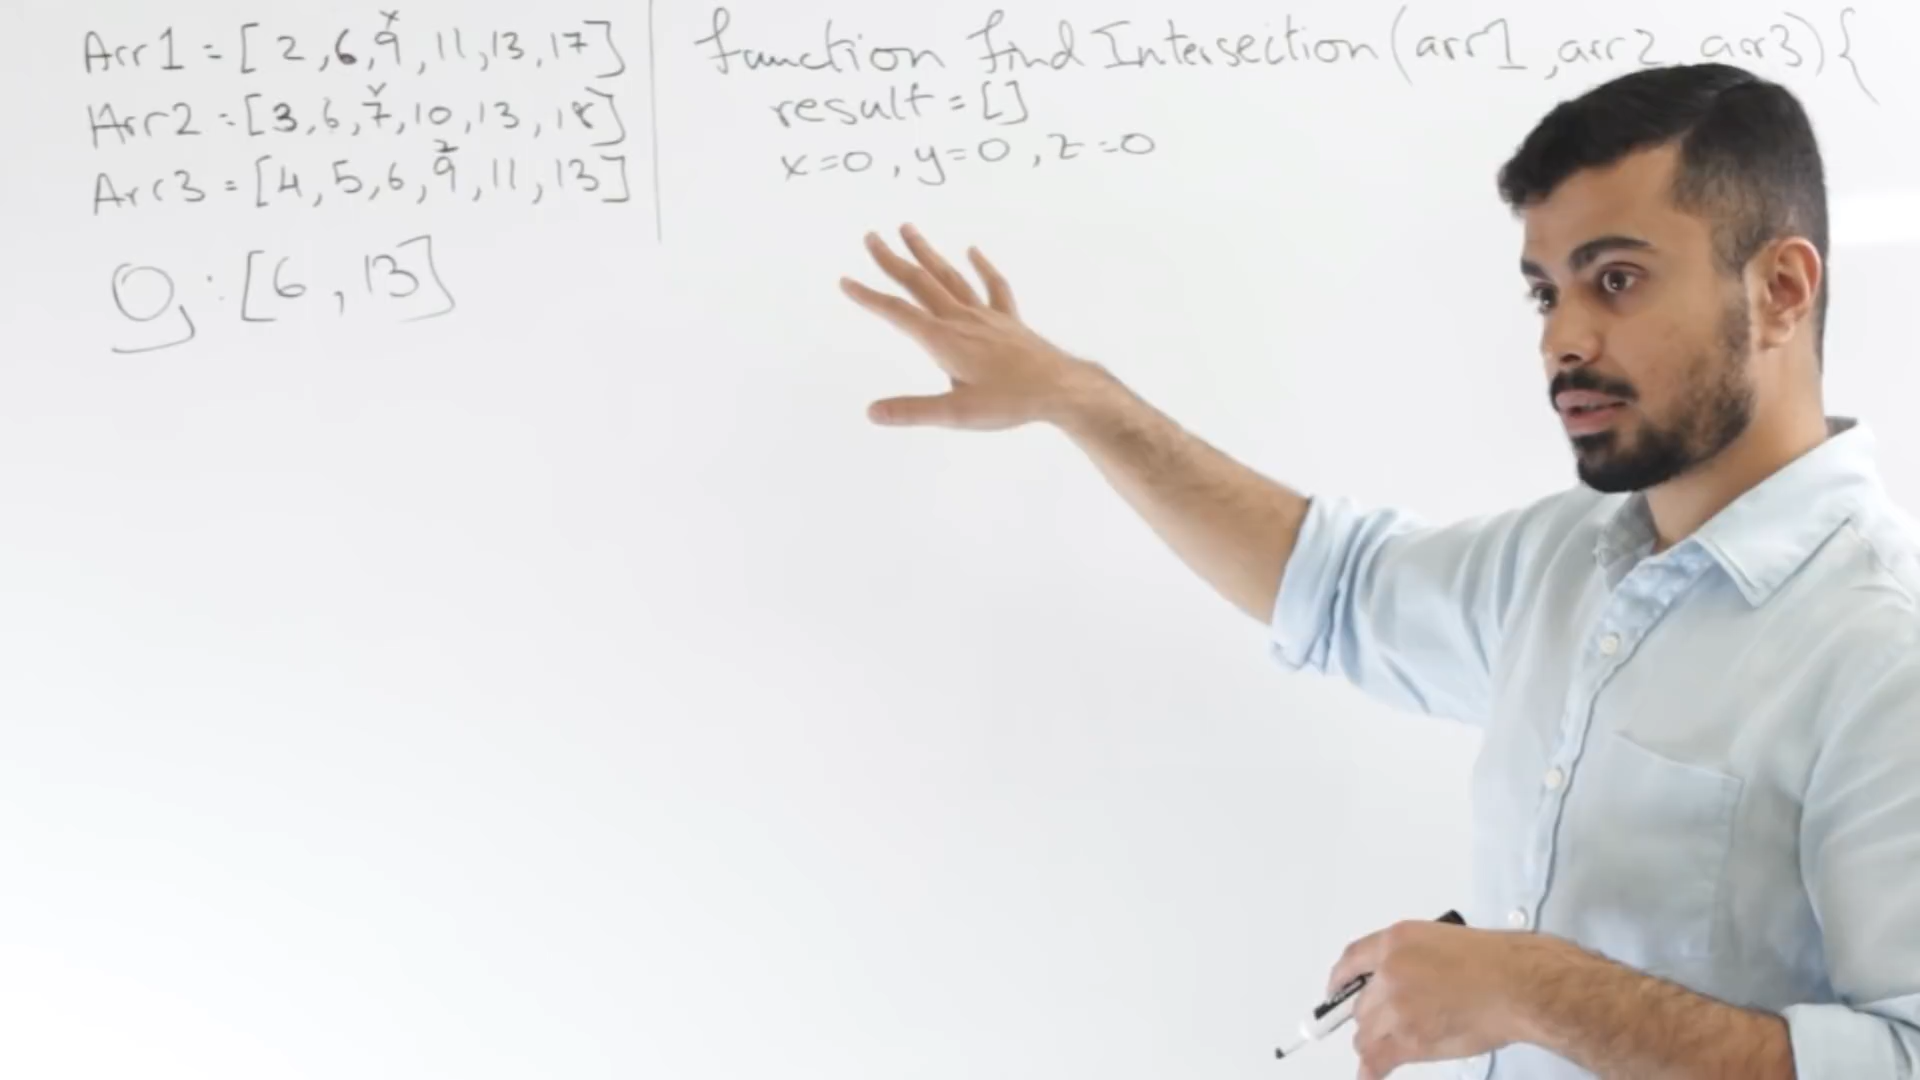 Arr1 = [2, 6, 9, 11, 13, 17]
x
Arr2 = [3, 6, 7, 10, 13, 18]
y
Arr3 = [4, 5, 6, 9, 11, 13]
z
O: [6, 13]
function findIntersection(arr1, arr2, arr3){
result = []
x=0, y=0, z=0